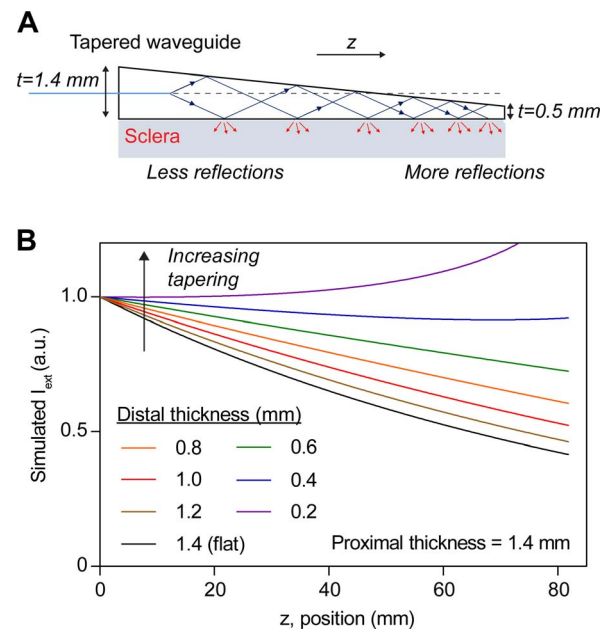 A
Tapered waveguide
z
t=1.4 mm
t=0.5 mm
Sclera
Less reflections
More reflections
B
Increasing
tapering
1.0
0.5
0
Simulated I_ext (a.u.)
Distal thickness (mm)
0.8
0.6
1.0
0.4
1.2
0.2
1.4 (flat)
Proximal thickness = 1.4 mm
0
20
40
60
80
z, position (mm)